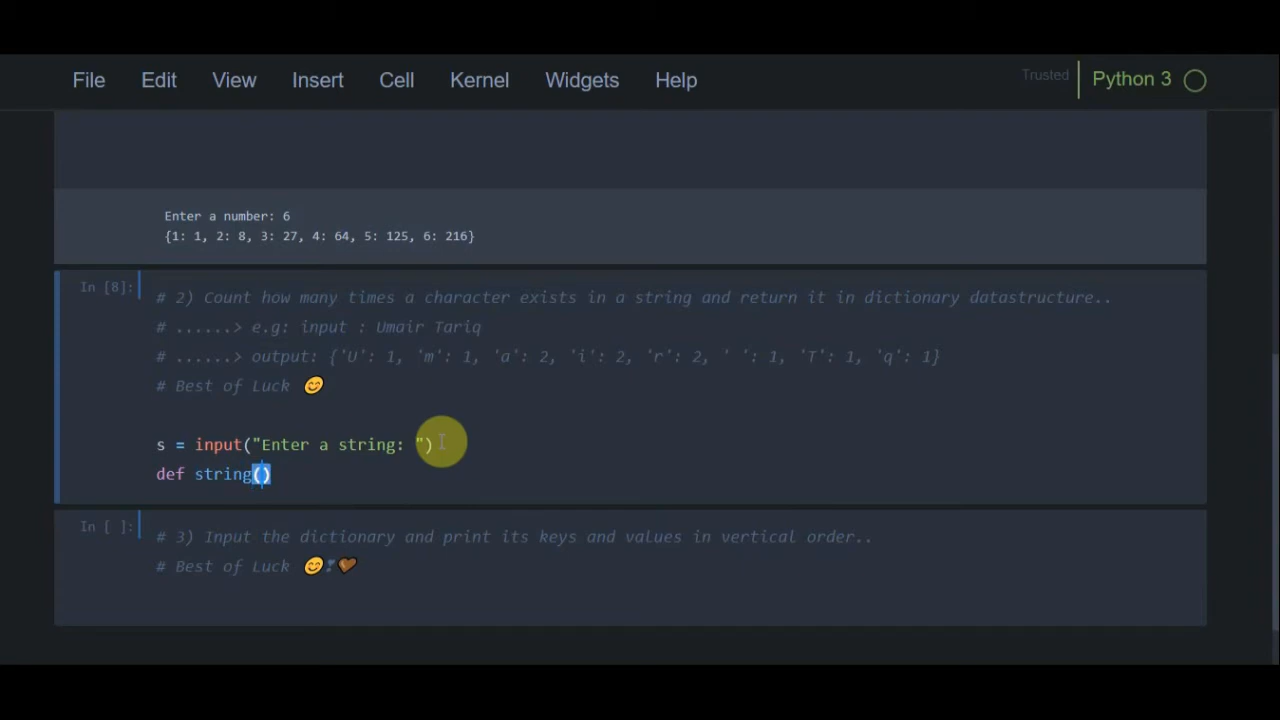 File Edit View Insert Cell Kernel Widgets Help Trusted Python 3
Enter a number: 6
{1: 1, 2: 8, 3: 27, 4: 64, 5: 125, 6: 216}
In [8]:
# 2) Count how many times a character exists in a string and return it in dictionary datastructure..
# ......> e.g: input : Umair Tariq
# ......> output: {'U': 1, 'm': 1, 'a': 2, 'i': 2, 'r': 2, ' ': 1, 'T': 1, 'q': 1}
# Best of Luck 😊
s = input("Enter a string: ")
def string()
In [ ]:
# 3) Input the dictionary and print its keys and values in vertical order..
# Best of Luck 😊❣🤎